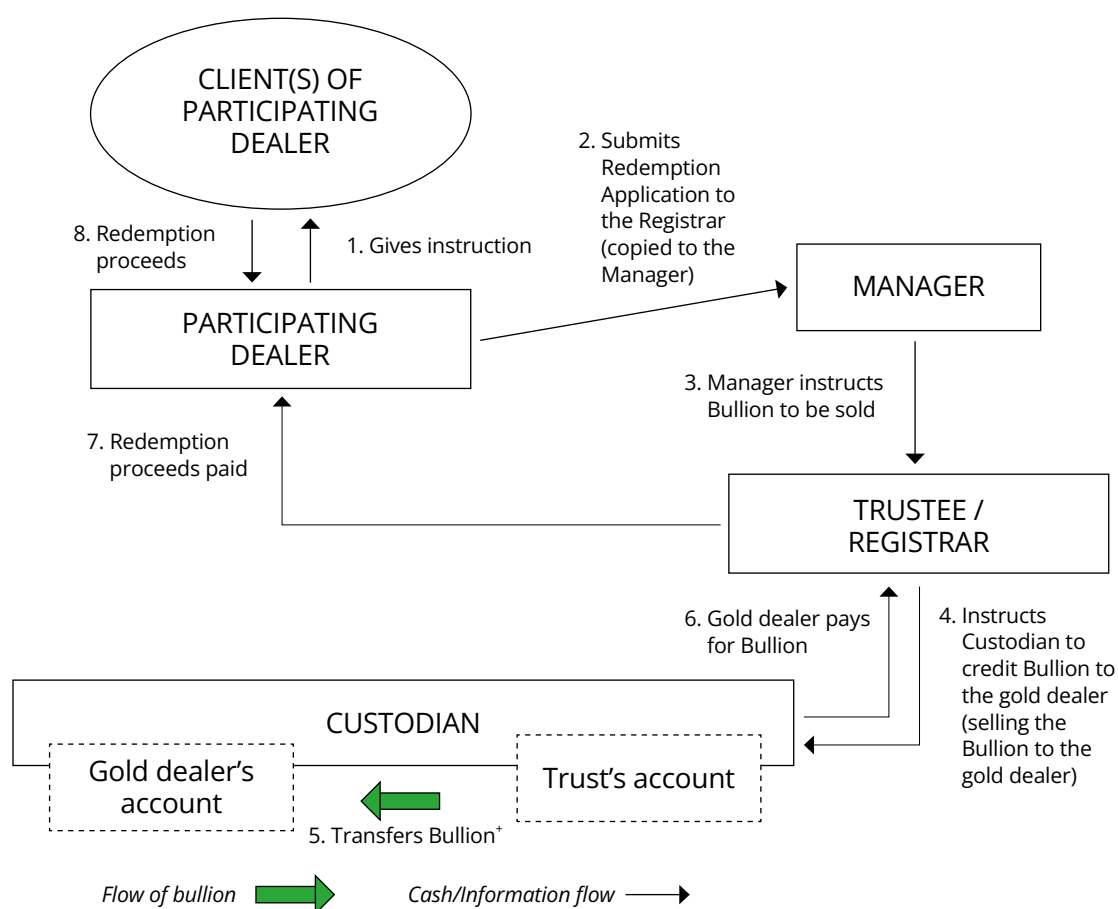 CLIENT(S) OF
PARTICIPATING
DEALER
2. Submits
Redemption
Application to
the Registrar
(copied to the
Manager)
8. Redemption
proceeds
1. Gives instruction
MANAGER
PARTICIPATING
DEALER
3. Manager instructs
Bullion to be sold
7. Redemption
proceeds paid
TRUSTEE /
REGISTRAR
6. Gold dealer pays
for Bullion
4. Instructs
Custodian to
credit Bullion to
the gold dealer
(selling the
Bullion to the
gold dealer)
CUSTODIAN
Gold dealer's
account
Trust's account
5. Transfers Bullion+
Flow of bullion
Cash/Information flow